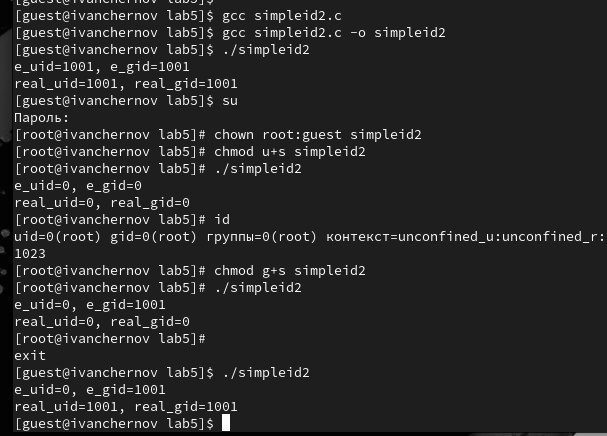 [guest@ivanchernov lab5]$ gcc simpleid2.c
[guest@ivanchernov lab5]$ gcc simpleid2.c -o simpleid2
[guest@ivanchernov lab5]$ ./simpleid2
e_uid=1001, e_gid=1001
real_uid=1001, real_gid=1001
[guest@ivanchernov lab5]$ su
Пароль:
[root@ivanchernov lab5]# chown root:guest simpleid2
[root@ivanchernov lab5]# chmod u+s simpleid2
[root@ivanchernov lab5]# ./simpleid2
e_uid=0, e_gid=0
real_uid=0, real_gid=0
[root@ivanchernov lab5]# id
uid=0(root) gid=0(root) группы=0(root) контекст=unconfined_u:unconfined_r:
1023
[root@ivanchernov lab5]# chmod g+s simpleid2
[root@ivanchernov lab5]# ./simpleid2
e_uid=0, e_gid=1001
real_uid=0, real_gid=0
[root@ivanchernov lab5]#
exit
[guest@ivanchernov lab5]$ ./simpleid2
e_uid=0, e_gid=1001
real_uid=1001, real_gid=1001
[guest@ivanchernov lab5]$